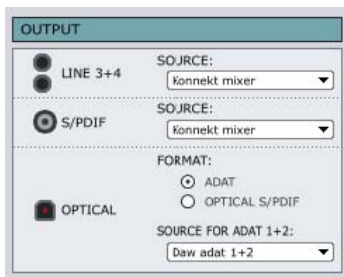 OUTPUT
LINE 3+4
SOURCE:
Konnekt mixer
S/PDIF
SOURCE:
Konnekt mixer
OPTICAL
FORMAT:
ADAT
OPTICAL S/PDIF
SOURCE FOR ADAT 1+2:
Daw adat 1+2